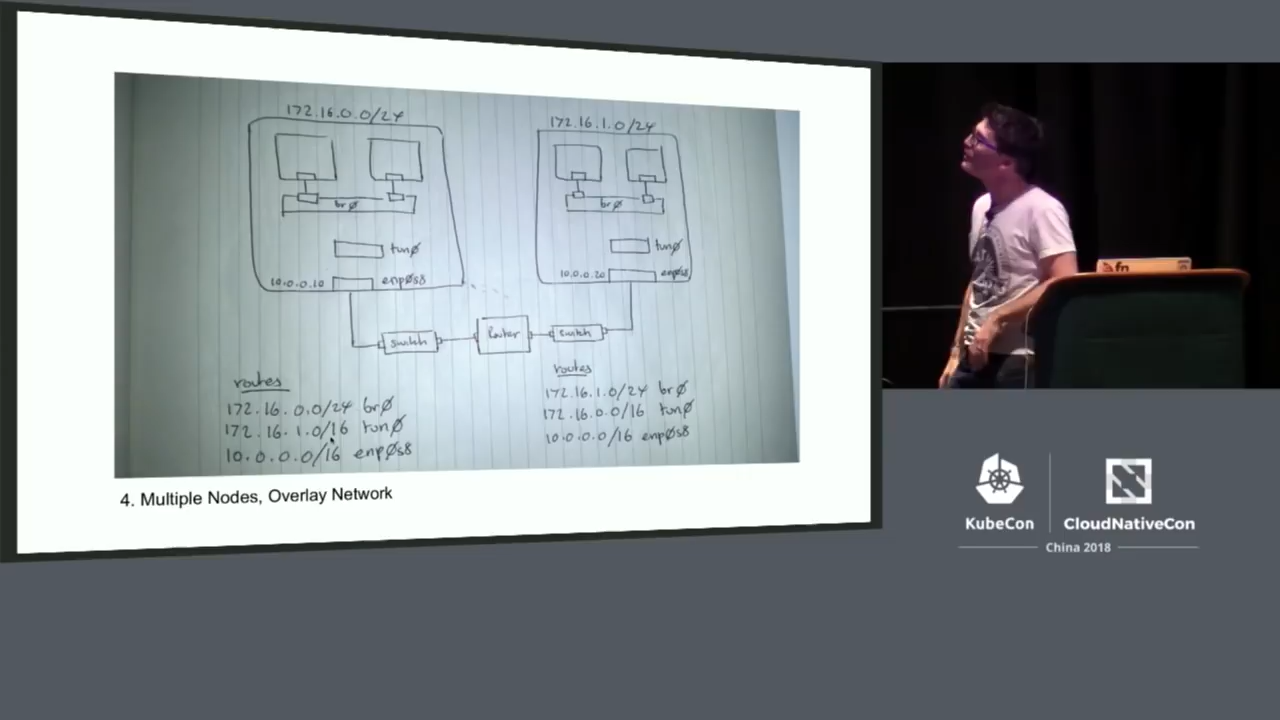 172.16.0.0/24
172.16.1.0/24
br0
br0
tun0
tun0
10.0.0.10
enp0s8
10.0.0.20
enp0s8
switch
Router
switch
routes
172.16.0.0/24 br0
172.16.1.0/16 tun0
10.0.0.0/16 enp0s8
routes
172.16.1.0/24 br0
172.16.0.0/16 tun0
10.0.0.0/16 enp0s8
4. Multiple Nodes, Overlay Network
fn
KubeCon
CloudNativeCon
China 2018